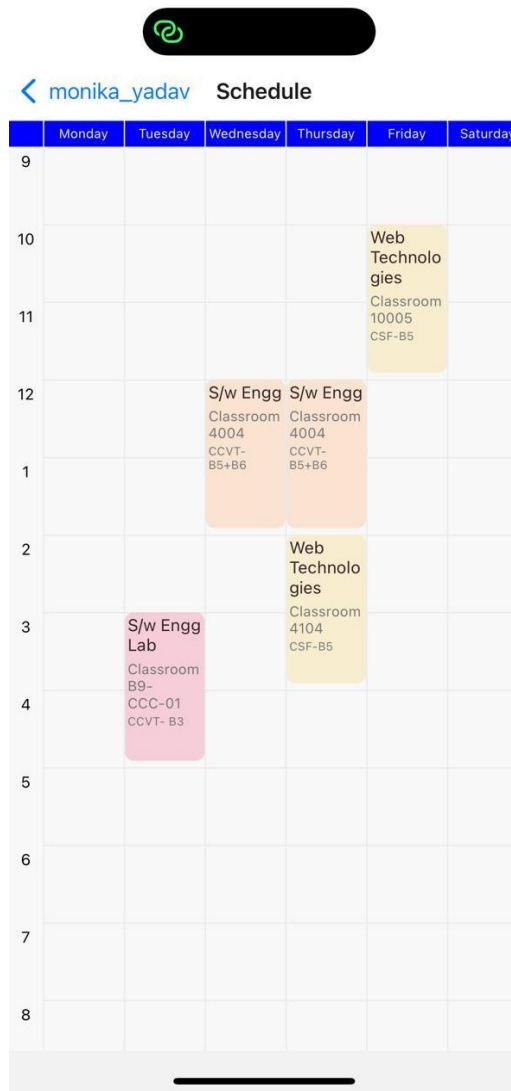 monika_yadav Schedule
Monday Tuesday Wednesday Thursday Friday Saturday
9
10
Web
Technolo
gies
Classroom
10005
CSF-B5
11
12
S/w Engg
Classroom
4004
CCVT-
B5+B6
S/w Engg
Classroom
4004
CCVT-
B5+B6
1
2
Web
Technolo
gies
Classroom
4104
CSF-B5
3
S/w Engg
Lab
Classroom
B9-
CCC-01
CCVT- B3
4
5
6
7
8